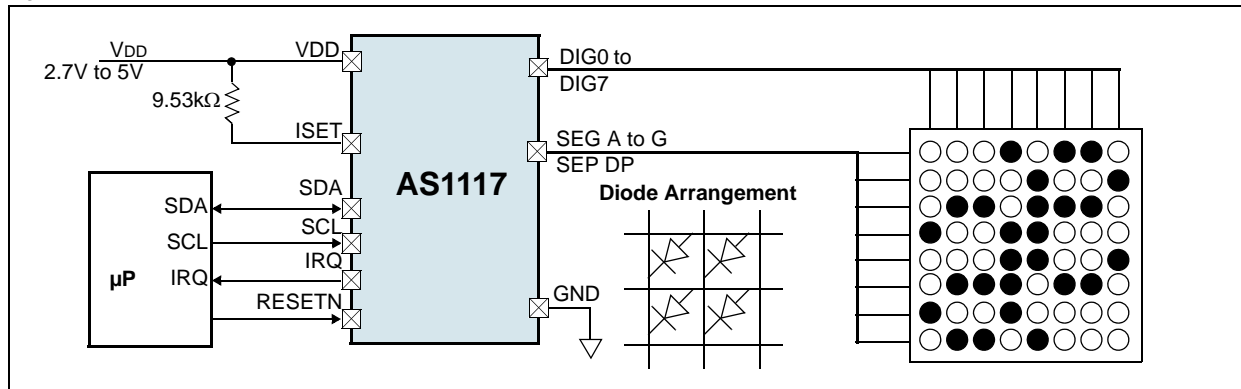 VDD
2.7V to 5V
9.53kΩ
VDD
ISET
SDA
SCL
IRQ
RESETN
µP
SDA
SCL
IRQ
AS1117
DIG0 to
DIG7
SEG A to G
SEP DP
GND
Diode Arrangement